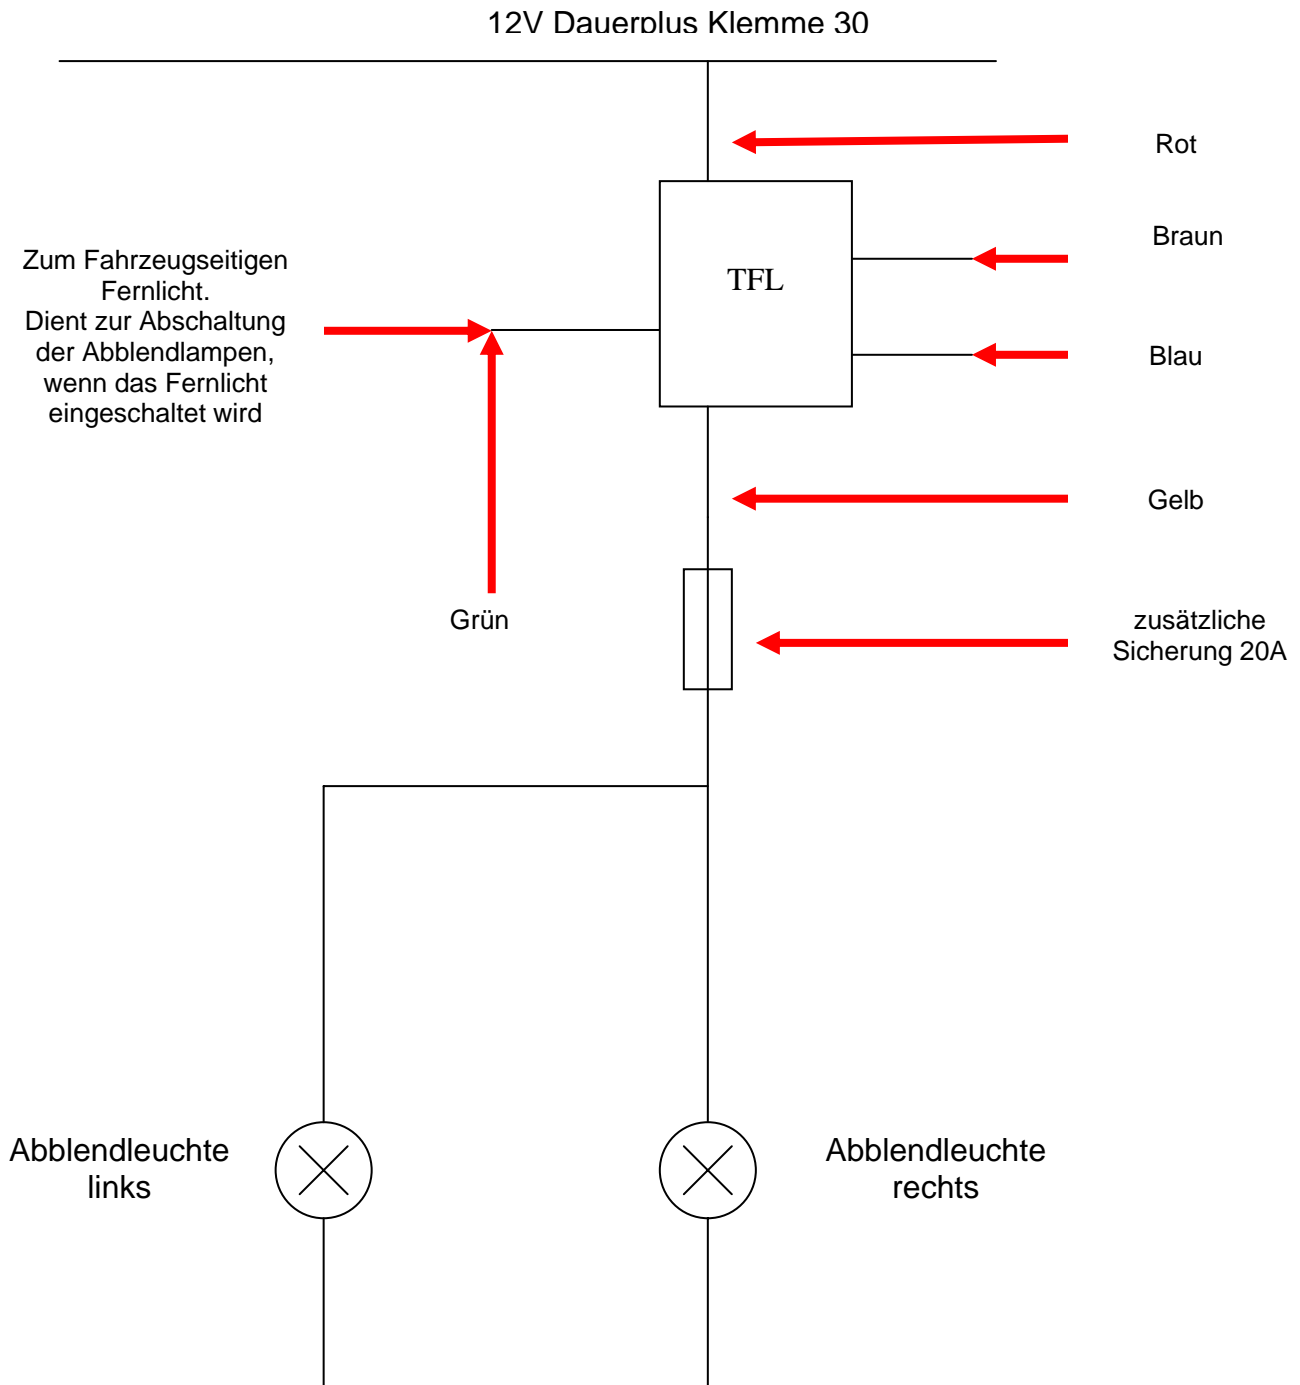 12V Dauerplus Klemme 30
Rot
Braun
Zum Fahrzeugseitigen
Fernlicht.
Dient zur Abschaltung
der Abblendlampen,
wenn das Fernlicht
eingeschaltet wird
TFL
Blau
Gelb
Grün
zusätzliche
Sicherung 20A
Abblendleuchte
links
Abblendleuchte
rechts